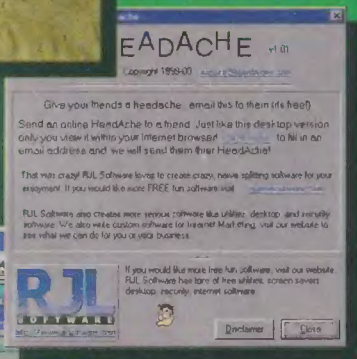 EADACHE v1.01
Copyright 1999-00
Give your friends a headache, email this to them (its free!)
Send an online HeadAche to a friend. Just like this desktop version
only you view it within your internet browser! to fill in an
email address and we will send them their HeadAche!
That was crazy! RJL Software loves to create crazy, nerve splitting software for your
enjoyment. If you would like more FREE fun software visit
RJL Software also creates more serious software like utilities, desktop, and security
software. We also write custom software for Internet Marketing, visit our website to
see what we can do for you or your business.
If you would like more free fun software, visit our website.
RJL Software has tons of free utilities, screen savers
desktop, security, internet software
RJL
SOFTWARE
Disclaimer
Close